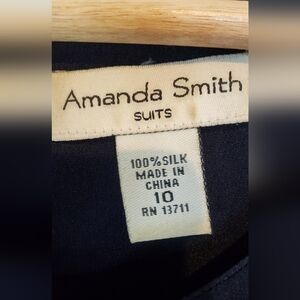 Amanda Smith
SUITS
100% SILK
MADE IN
CHINA
10
RN 13711